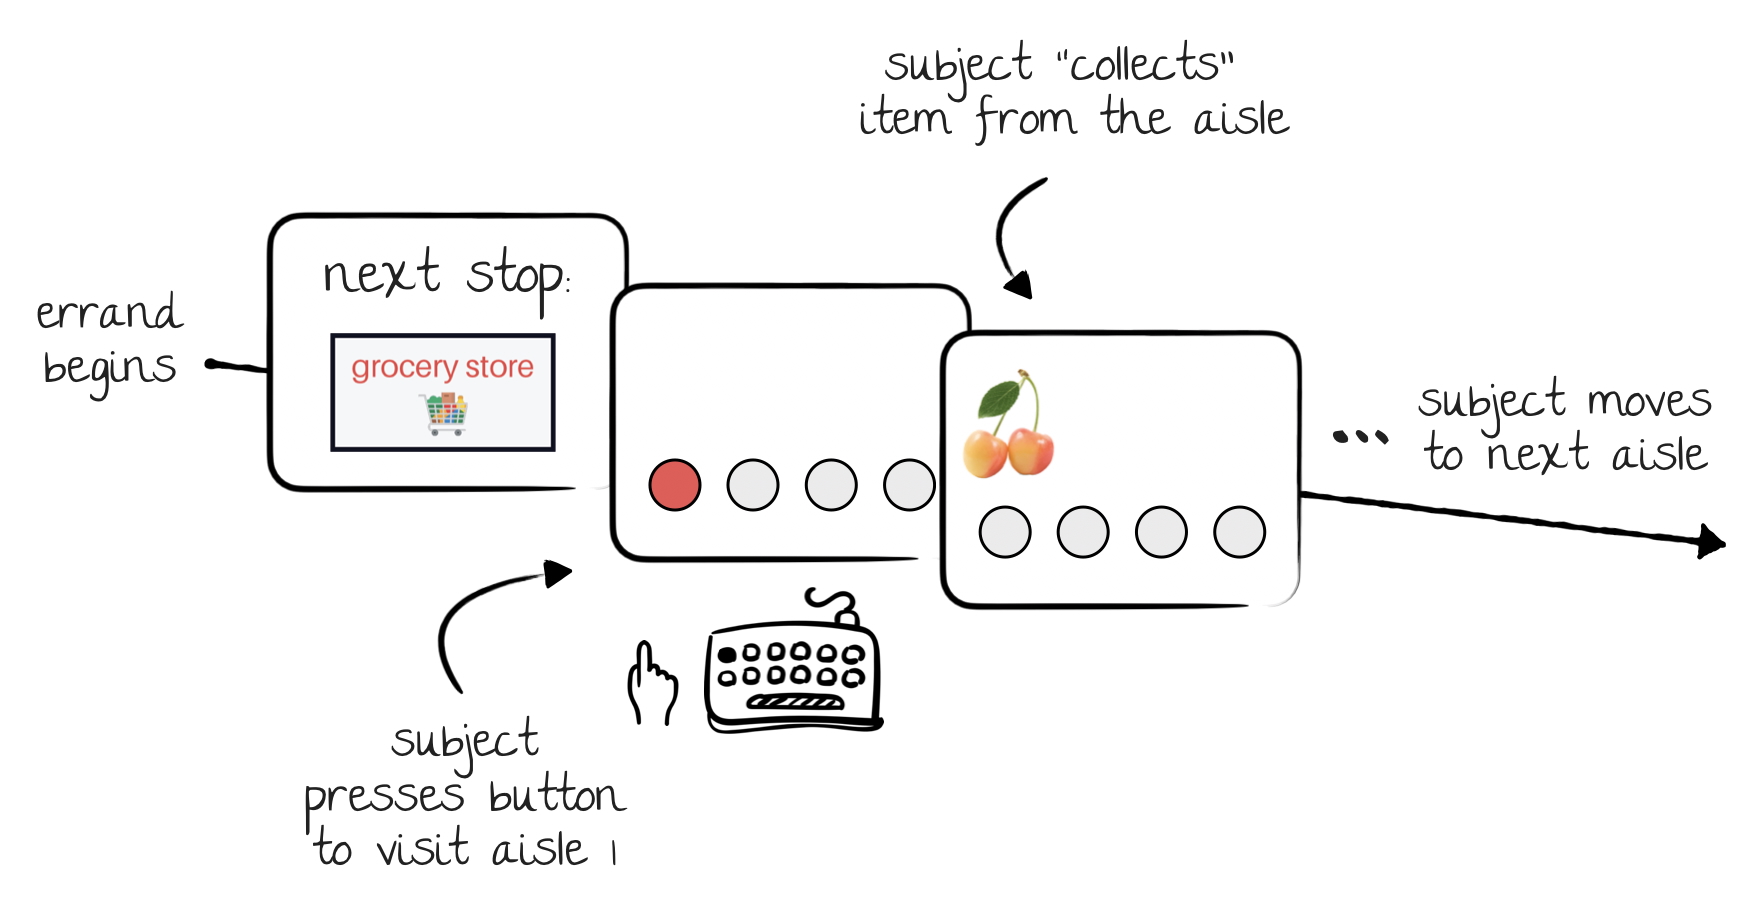 subject "collects"
item from the aisle
errand
begins
next stop:
grocery store
subject moves
to next aisle
subject
presses button
to visit aisle 1